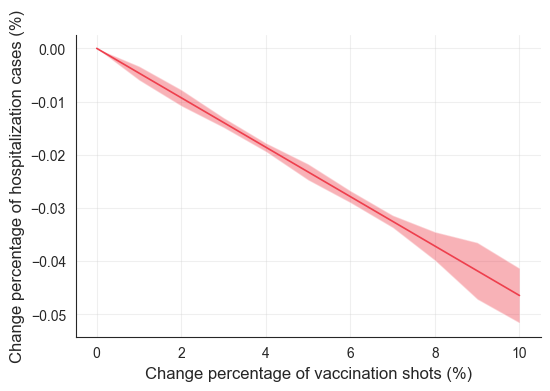 Change percentage of hospitalization cases (%)
0.00
−0.01
−0.02
−0.03
−0.04
−0.05
0 2 4 6 8 10
Change percentage of vaccination shots (%)